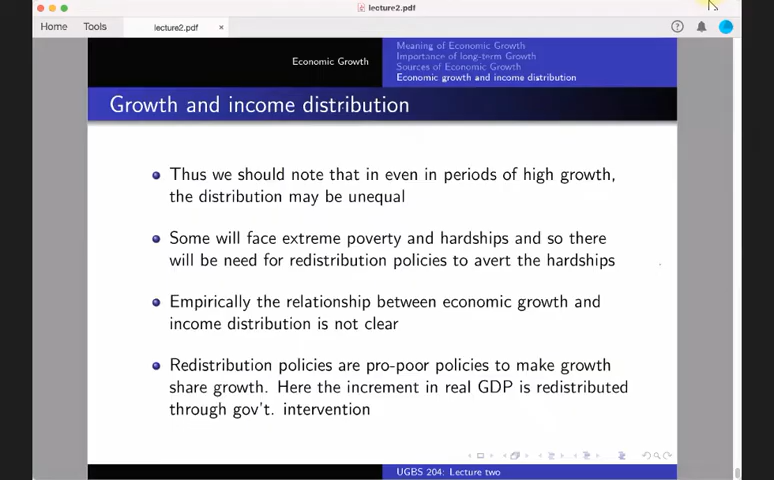 lecture2.pdf
Home Tools lecture2.pdf ×
Economic Growth
Meaning of Economic Growth
Importance of long-term Growth
Sources of Economic Growth
Economic growth and income distribution
Growth and income distribution
Thus we should note that in even in periods of high growth,
the distribution may be unequal
Some will face extreme poverty and hardships and so there
will be need for redistribution policies to avert the hardships
Empirically the relationship between economic growth and
income distribution is not clear
Redistribution policies are pro-poor policies to make growth
share growth. Here the increment in real GDP is redistributed
through gov't. intervention
UGBS 204: Lecture two